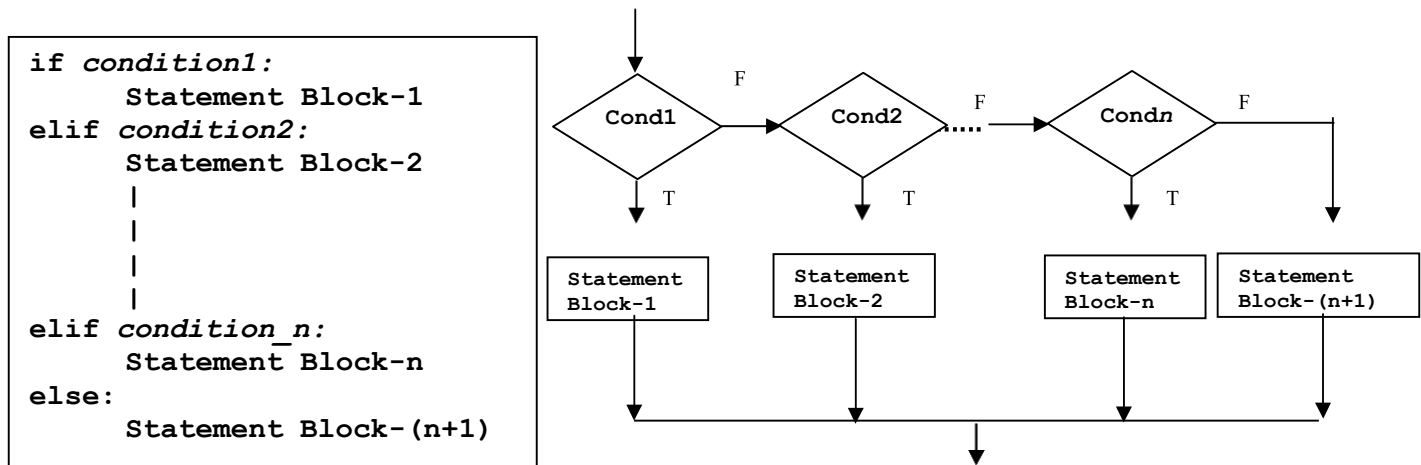 if condition1:
Statement Block-1
elif condition2:
Statement Block-2
|
|
|
|
elif condition_n:
Statement Block-n
else:
Statement Block-(n+1)
Cond1
F
Cond2
F
Condn
F
T
T
T
Statement
Block-1
Statement
Block-2
Statement
Block-n
Statement
Block-(n+1)